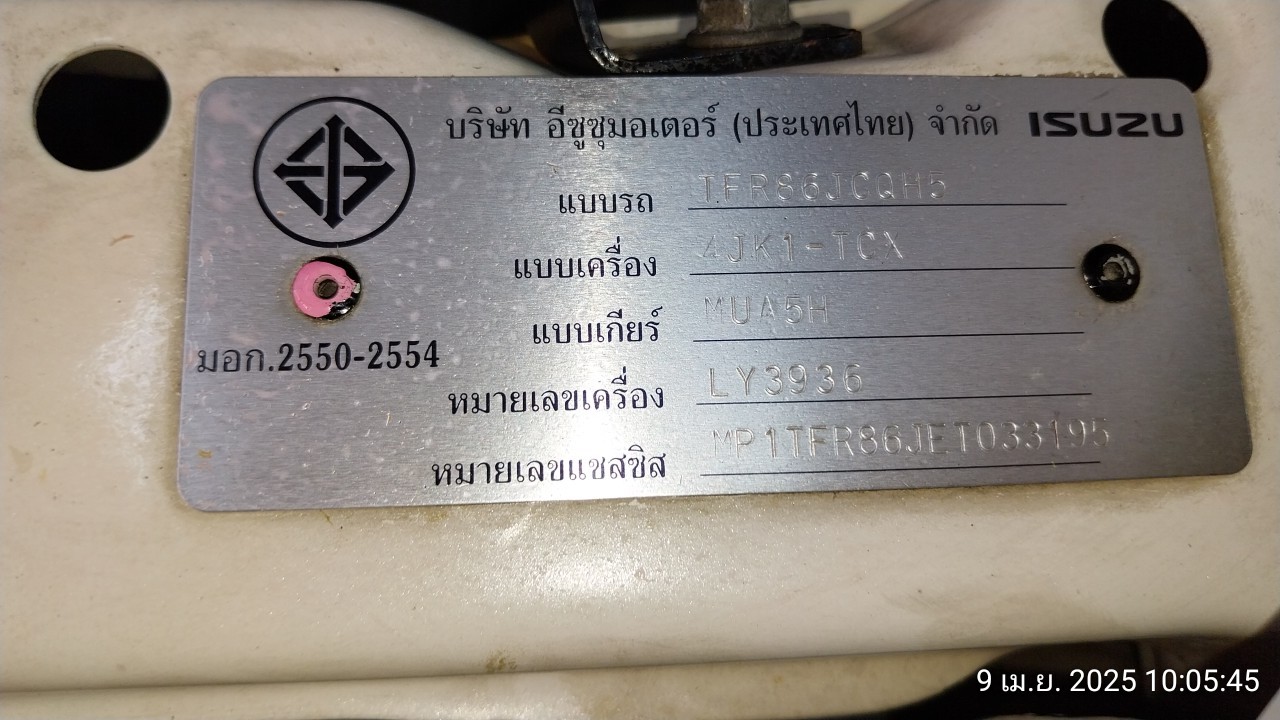 บริษัท อีซูซุมอเตอร์ (ประเทศไทย) จำกัด ISUZU
แบบรถ TFR86JCQH5
แบบเครื่อง 4JK1-TCX
แบบเกียร์ MUA5H
มอก.2550-2554
หมายเลขเครื่อง LY3936
หมายเลขแชสซิส MP1TFR86JET033195
9 เม.ย. 2025 10:05:45